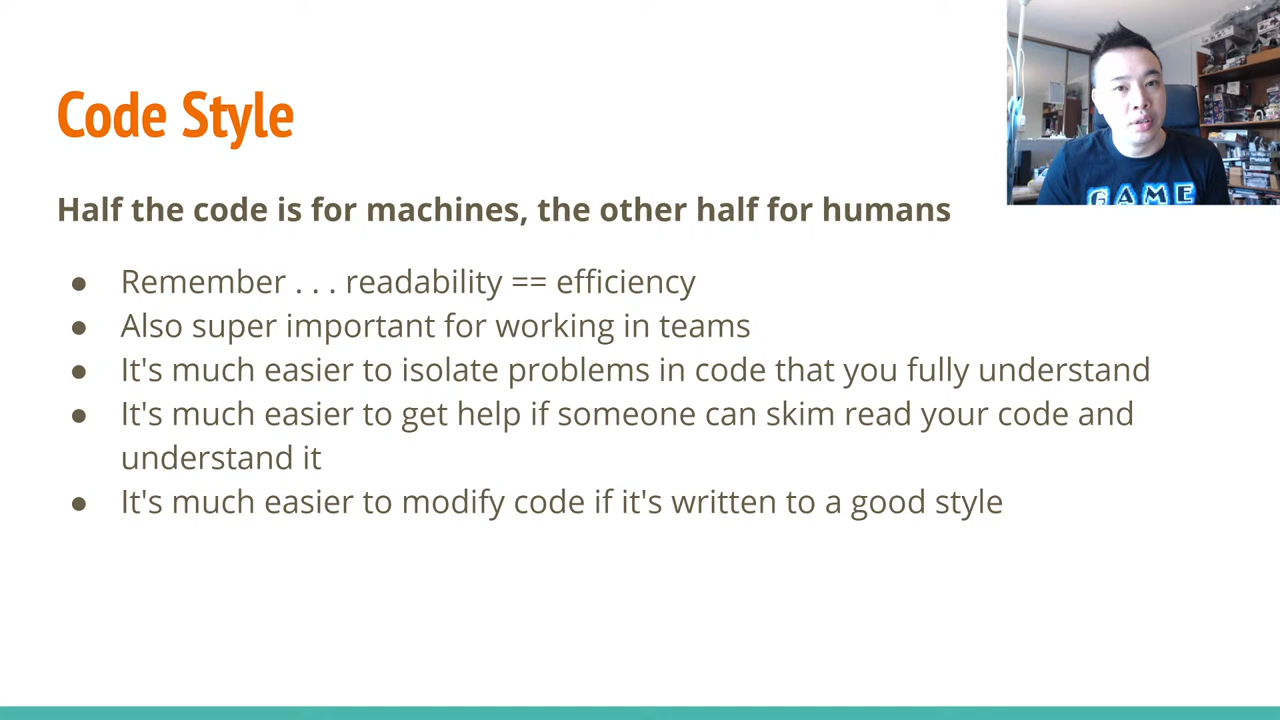 Code Style
Half the code is for machines, the other half for humans
● Remember . . . readability == efficiency
● Also super important for working in teams
● It's much easier to isolate problems in code that you fully understand
● It's much easier to get help if someone can skim read your code and
understand it
● It's much easier to modify code if it's written to a good style
GAME